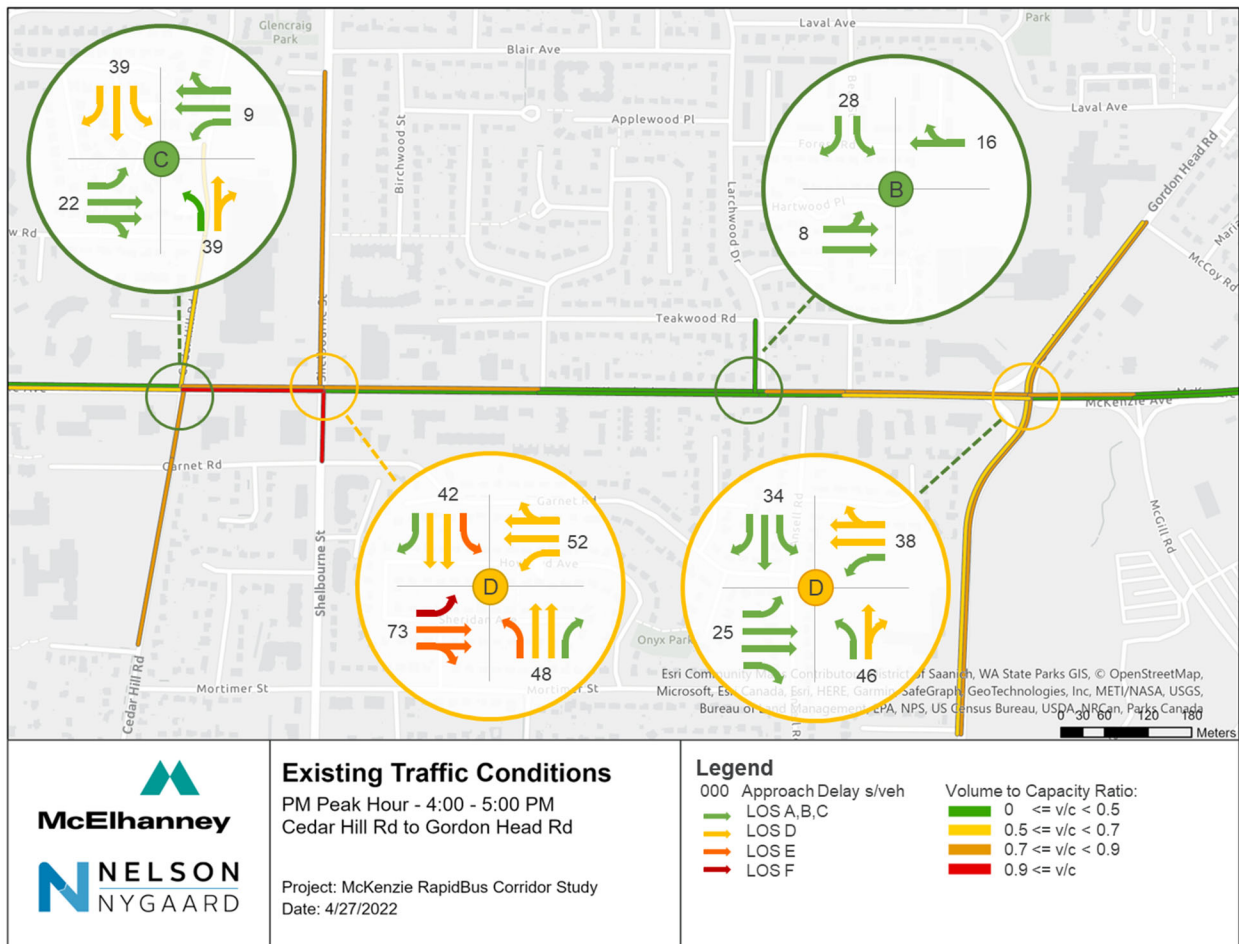 Glencraig
Park
Laval Ave
Park
Blair Ave
39
9
C
22
39
Birchwood St
Applewood Pl
28
16
B
8
Hartwood Pl
Larchwood Dr
Laval Ave
Gordon Head Rd
McCoy Rd
Teakwood Rd
McKenzie Ave
Garnet Rd
Shelbourne St
Cedar Hill Rd
Mortimer St
42
52
D
73
48
Garnet Rd
Mortimer St
Onyx Park
34
38
D
25
46
McGill Rd
Esri Community Maps Contributors, District of Saanich, WA State Parks GIS, © OpenStreetMap,
Microsoft, Esri Canada, Esri, HERE, Garmin, SafeGraph, GeoTechnologies, Inc, METI/NASA, USGS,
Bureau of Land Management, EPA, NPS, US Census Bureau, USDA, NRCan, Parks Canada
0 30 60 120 180
Meters
McElhanney
NELSON
NYGAARD
Existing Traffic Conditions
PM Peak Hour - 4:00 - 5:00 PM
Cedar Hill Rd to Gordon Head Rd
Project: McKenzie RapidBus Corridor Study
Date: 4/27/2022
Legend
000 Approach Delay s/veh
LOS A,B,C
LOS D
LOS E
LOS F
Volume to Capacity Ratio:
0 <= v/c < 0.5
0.5 <= v/c < 0.7
0.7 <= v/c < 0.9
0.9 <= v/c